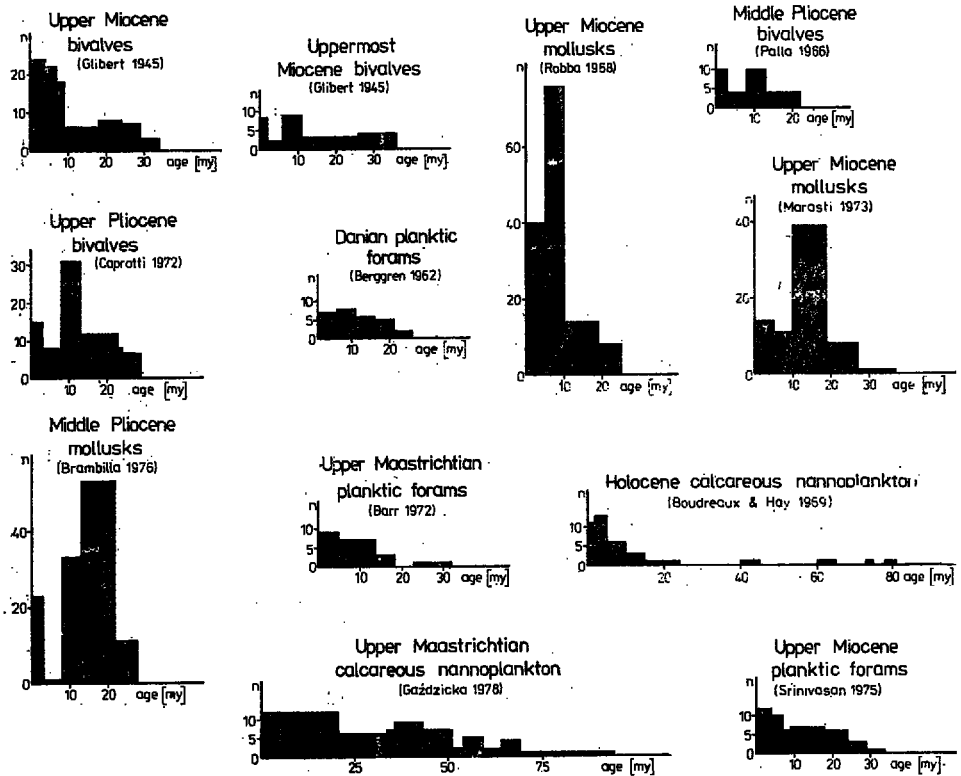 Upper Miocene
bivalves
(Glibert 1945)
n
20
10
0
10 20 30 age [my]
Uppermost
Miocene bivalves
(Glibert 1945)
n
10
5
0
10 20 30 age [my]
Upper Miocene
mollusks
(Robba 1968)
n
60
40
20
0
10 20 age [my]
Middle Pliocene
bivalves
(Palla 1966)
n
10
5
0
10 20 age [my]
Upper Miocene
mollusks
(Marasti 1973)
n
40
20
0
10 20 30 age [my]
Upper Pliocene
bivalves
(Caprotti 1972)
n
30
20
10
0
10 20 age [my]
Danian planktic
forams
(Berggren 1962)
n
10
5
0
10 20 age [my]
Middle Pliocene
mollusks
(Brambilla 1976)
n
40
20
0
10 20 age [my]
Upper Maastrichtian
planktic forams
(Barr 1972)
n
10
5
0
10 20 30 age [my]
Holocene calcareous nannoplankton
(Boudreaux & Hay 1969)
n
10
5
0
20 40 60 80 age [my]
Upper Maastrichtian
calcareous nannoplankton
(Gaździcka 1978)
n
10
5
0
25 50 75 age [my]
Upper Miocene
planktic forams
(Srinivasan 1975)
n
10
5
0
10 20 30 age [my]